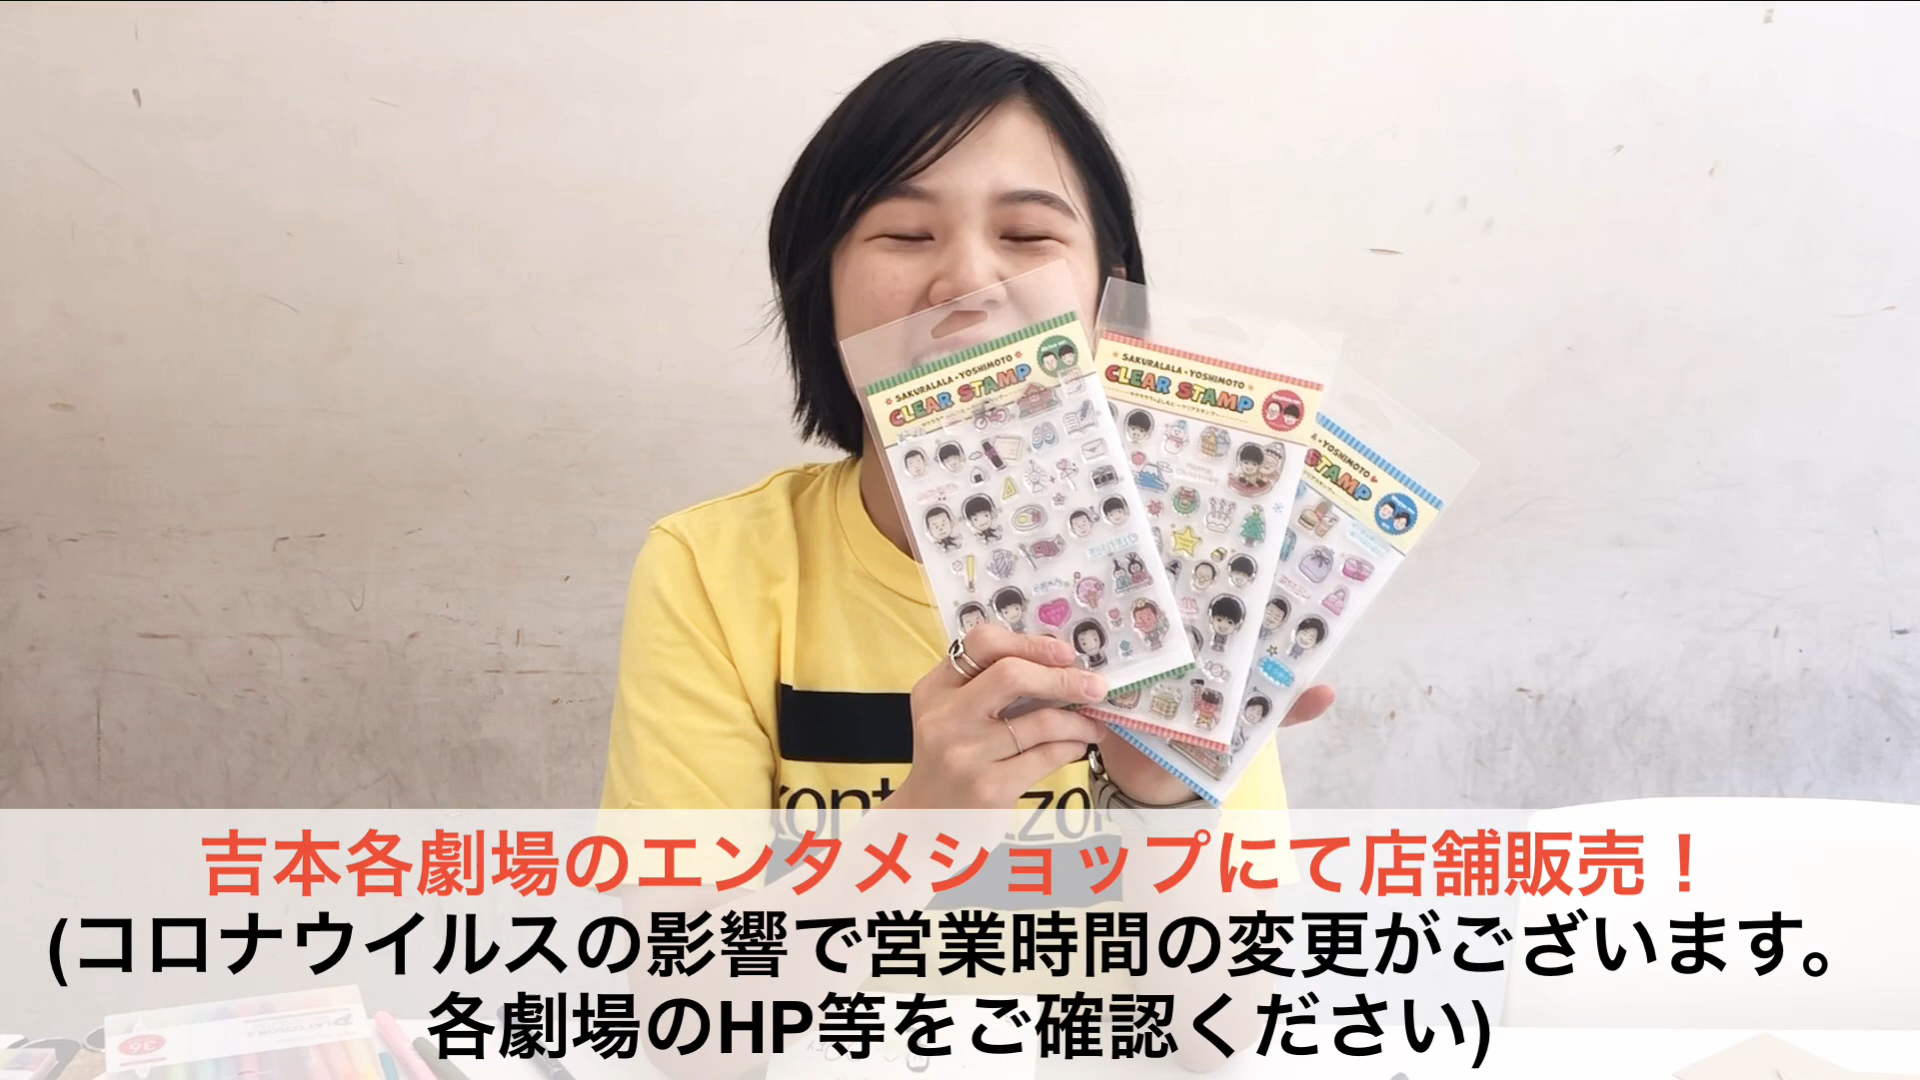 SAKURALALA・YOSHIMOTO
CLEAR STAMP
SAKURALALA・YOSHIMOTO
CLEAR STAMP
YOSHIMOTO
STAMP
吉本各劇場のエンタメショップにて店舗販売！
(コロナウイルスの影響で営業時間の変更がございます。
各劇場のHP等をご確認ください)
36